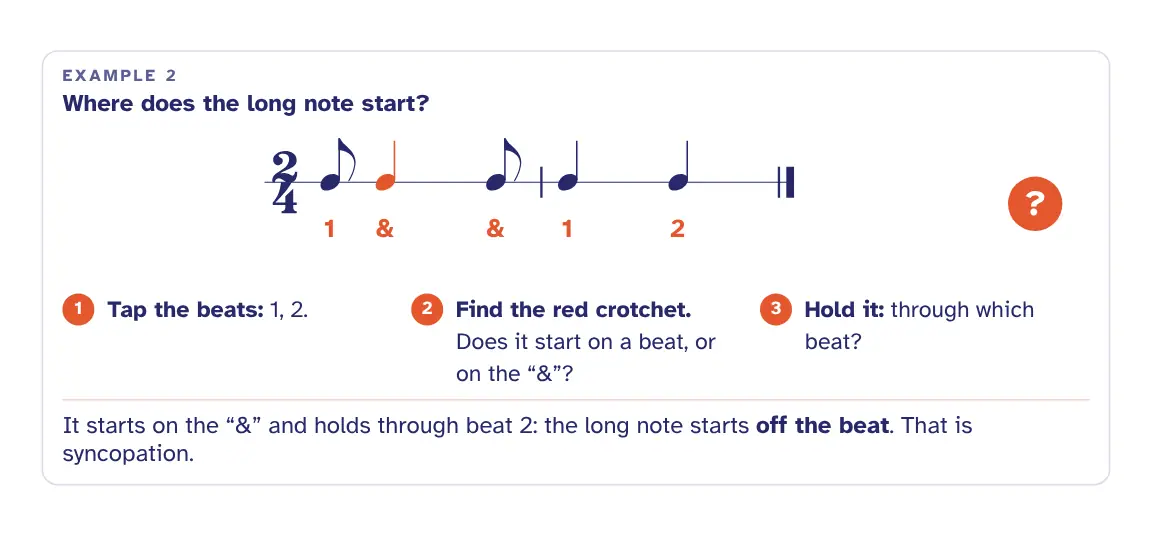 EXAMPLE 2
Where does the long note start?
2
4
1 & & 1 2
?
1 Tap the beats: 1, 2.
2 Find the red crotchet.
Does it start on a beat, or
on the “&”?
3 Hold it: through which
beat?
It starts on the “&” and holds through beat 2: the long note starts off the beat. That is
syncopation.